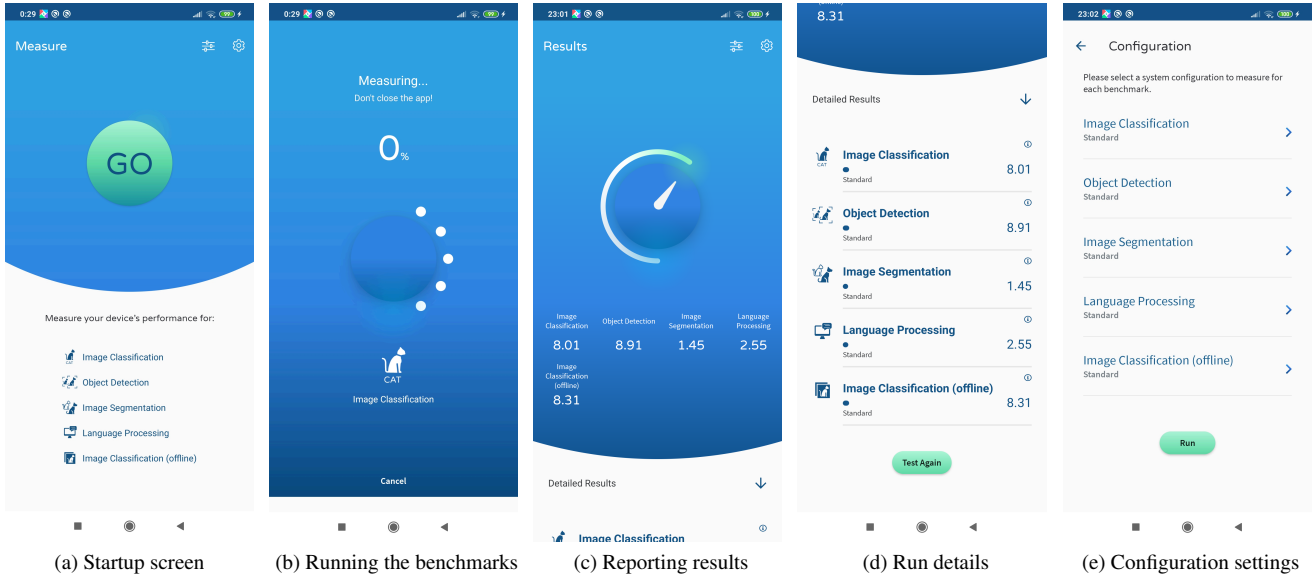 0:29
99
Measure
GO
Measure your device's performance for:
CAT
Image Classification
Object Detection
Image Segmentation
Language Processing
Image Classification (offline)
(a) Startup screen
0:29
99
Measuring...
Don't close the app!
0%
CAT
Image Classification
Cancel
(b) Running the benchmarks
23:01
100
Results
Image
Classification
8.01
Object Detection
8.91
Image
Segmentation
1.45
Language
Processing
2.55
Image
Classification
(offline)
8.31
Detailed Results
Image Classification
(c) Reporting results
8.31
Detailed Results
CAT
Image Classification
Standard
8.01
Object Detection
Standard
8.91
Image Segmentation
Standard
1.45
Language Processing
Standard
2.55
Image Classification (offline)
Standard
8.31
Test Again
(d) Run details
23:02
100
Configuration
Please select a system configuration to measure for
each benchmark.
Image Classification
Standard
Object Detection
Standard
Image Segmentation
Standard
Language Processing
Standard
Image Classification (offline)
Standard
Run
(e) Configuration settings